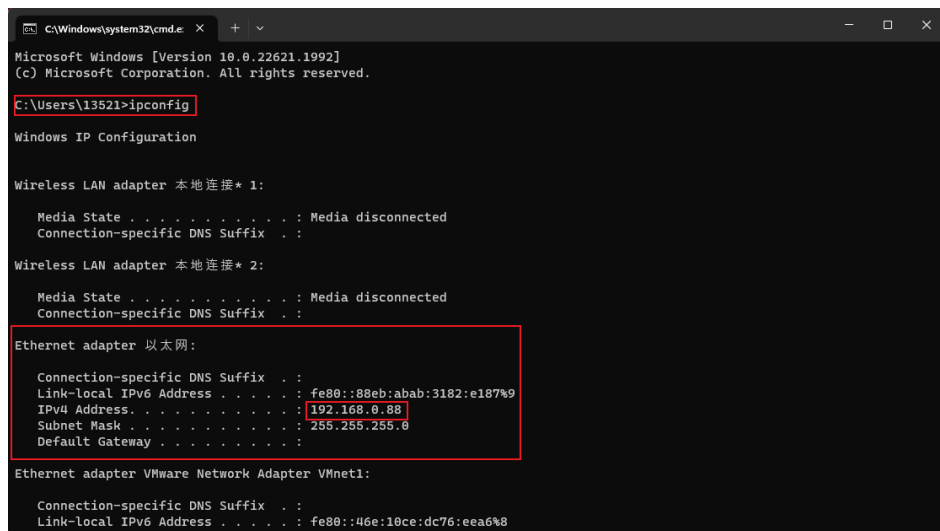 C:\Windows\system32\cmd.e:
Microsoft Windows [Version 10.0.22621.1992]
(c) Microsoft Corporation. All rights reserved.
C:\Users\13521>ipconfig
Windows IP Configuration
Wireless LAN adapter 本地连接* 1:
Media State . . . . . . . . . . . : Media disconnected
Connection-specific DNS Suffix  . :
Wireless LAN adapter 本地连接* 2:
Media State . . . . . . . . . . . : Media disconnected
Connection-specific DNS Suffix  . :
Ethernet adapter 以太网:
Connection-specific DNS Suffix  . :
Link-local IPv6 Address . . . . . : fe80::88eb:abab:3182:e187%9
IPv4 Address. . . . . . . . . . . : 192.168.0.88
Subnet Mask . . . . . . . . . . . : 255.255.255.0
Default Gateway . . . . . . . . . :
Ethernet adapter VMware Network Adapter VMnet1:
Connection-specific DNS Suffix  . :
Link-local IPv6 Address . . . . . : fe80::46e:10ce:dc76:eea6%8